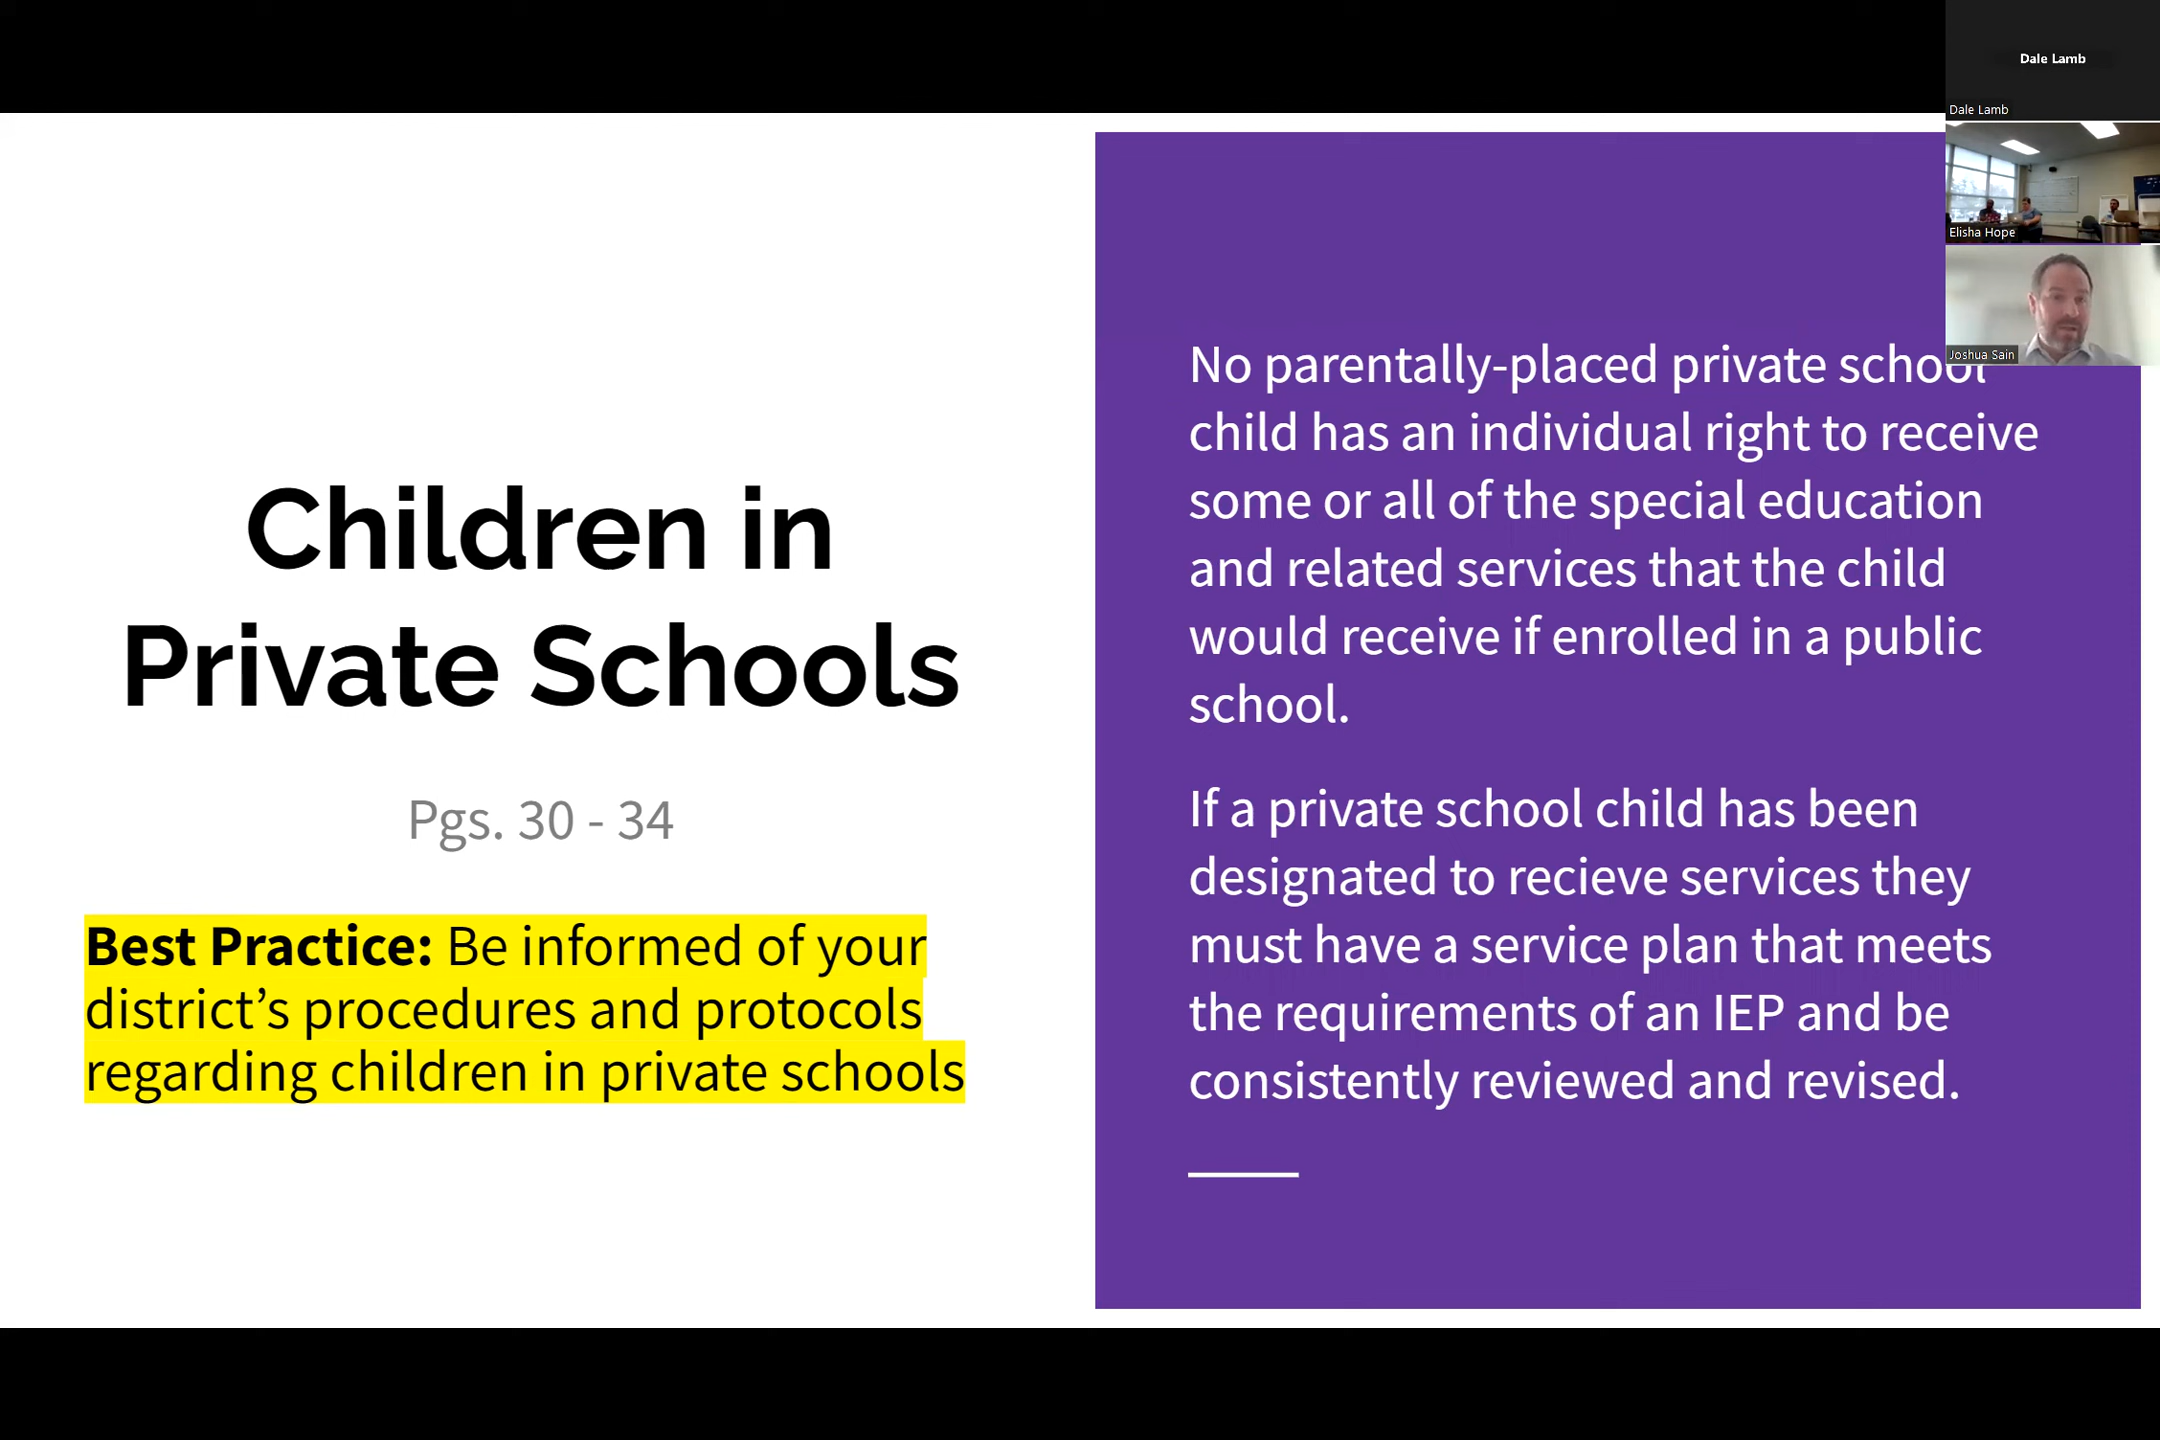 Dale Lamb
Dale Lamb
Elisha Hope
Joshua Sain
Children in
Private Schools
Pgs. 30 - 34
Best Practice: Be informed of your
district’s procedures and protocols
regarding children in private schools
No parentally-placed private school
child has an individual right to receive
some or all of the special education
and related services that the child
would receive if enrolled in a public
school.
If a private school child has been
designated to recieve services they
must have a service plan that meets
the requirements of an IEP and be
consistently reviewed and revised.